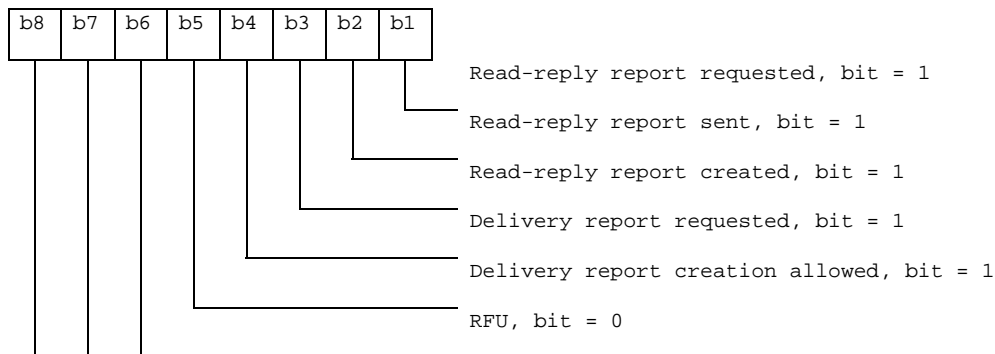 b8 b7 b6 b5 b4 b3 b2 b1
Read-reply report requested, bit = 1
Read-reply report sent, bit = 1
Read-reply report created, bit = 1
Delivery report requested, bit = 1
Delivery report creation allowed, bit = 1
RFU, bit = 0